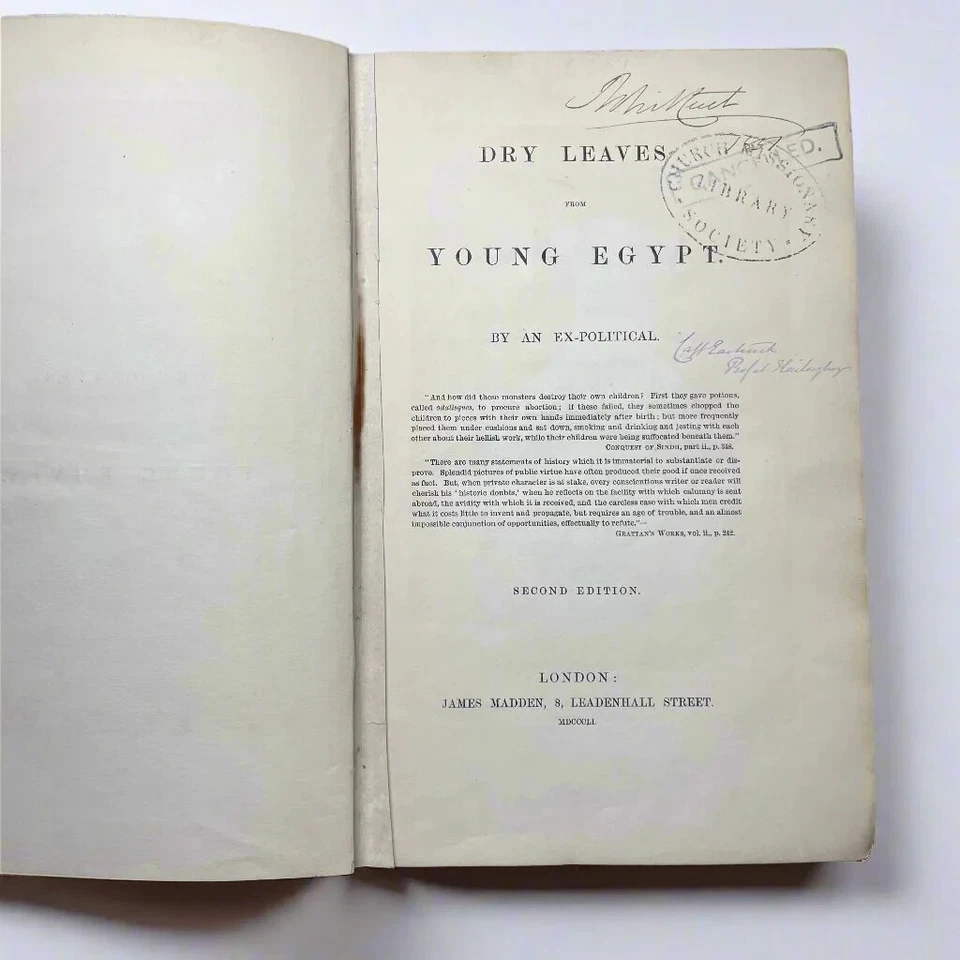 DRY LEAVES
FROM
YOUNG EGYPT.
CHURCH MISSIONARY
LIBRARY
SOCIETY
CANCELLED.
BY AN EX-POLITICAL.
"And how did those monsters destroy their own children? First they gave potions,
called odalisques, to procure abortion; if these failed, they sometimes chopped the
children to pieces with their own hands immediately after birth; but more frequently
placed them under cushions and sat down, smoking and drinking and jesting with each
other about their hellish work, while their children were being suffocated beneath them."
CONQUEST OF SINDH, part ii., p. 348.
"There are many statements of history which it is immaterial to substantiate or dis-
prove. Splendid pictures of public virtue have often produced their good if once received
as fact. But, when private character is at stake, every conscientious writer or reader will
cherish his 'historic doubts,' when he reflects on the facility with which calumny is sent
abroad, the avidity with which it is received, and the careless ease with which men credit
what it costs little to invent and propagate, but requires an age of trouble, and an almost
impossible conjunction of opportunities, effectually to refute."—
GRATTAN'S WORKS, vol. ii., p. 212.
SECOND EDITION.
LONDON:
JAMES MADDEN, 8, LEADENHALL STREET.
MDCCCLI.